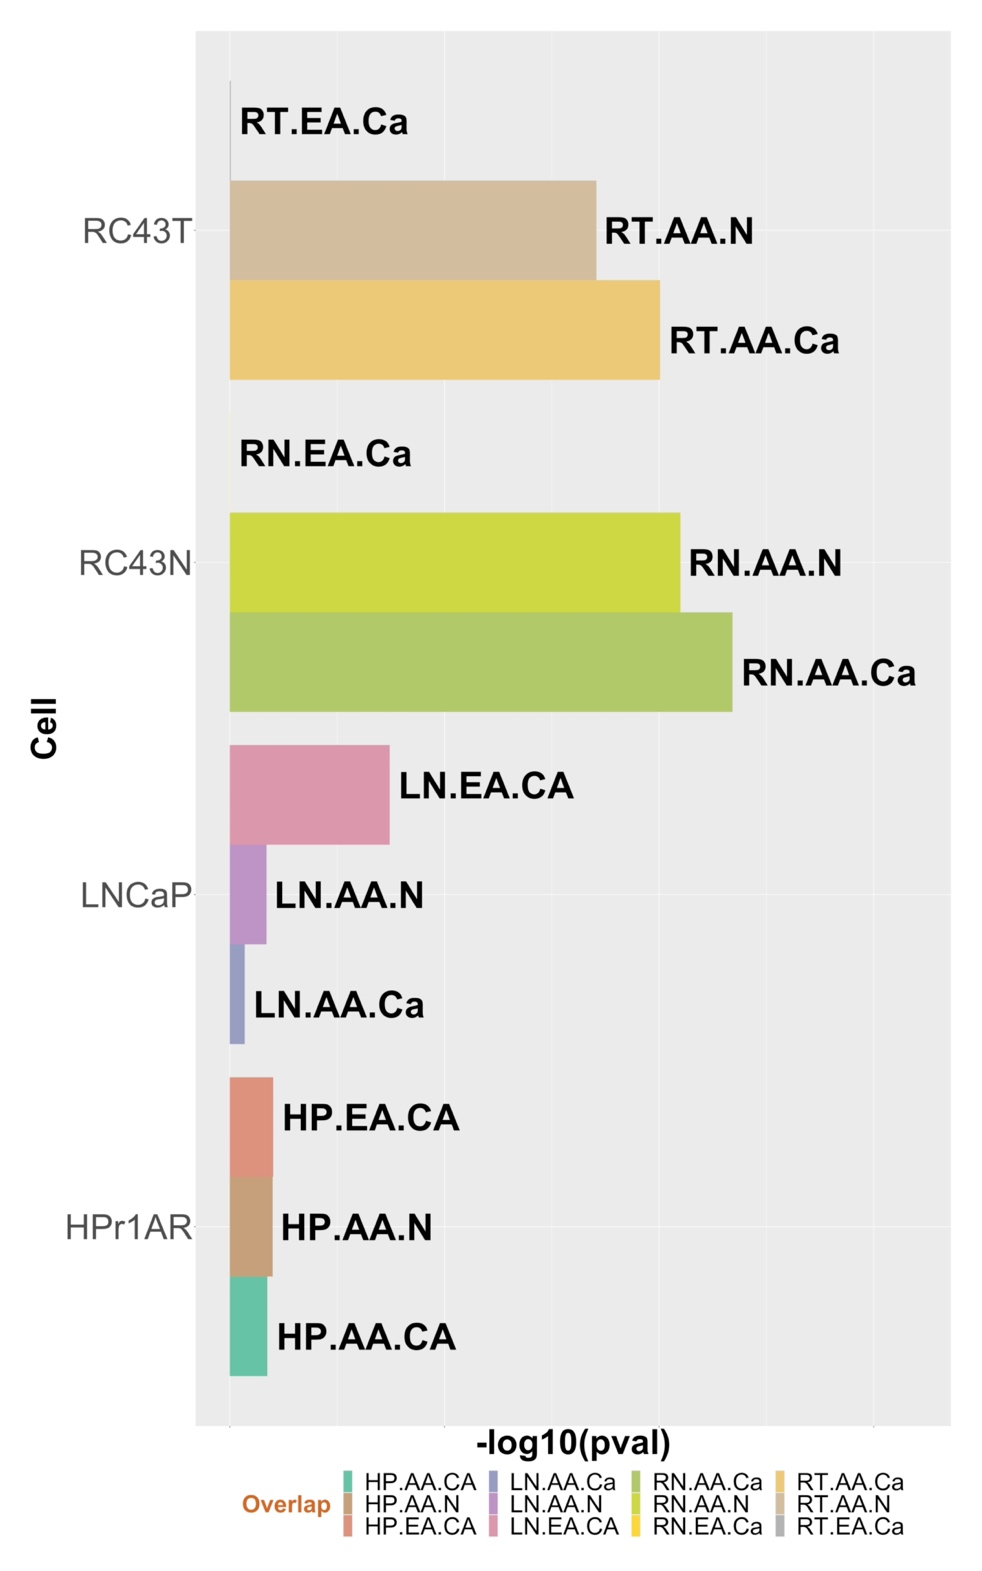 RT.EA.Ca
RC43T
RT.AA.N
RT.AA.Ca
RN.EA.Ca
RC43N
RN.AA.N
RN.AA.Ca
Cell
LN.EA.CA
LNCaP
LN.AA.N
LN.AA.Ca
HP.EA.CA
HPr1AR
HP.AA.N
HP.AA.CA
-log10(pval)
Overlap
HP.AA.CA LN.AA.Ca RN.AA.Ca RT.AA.Ca
HP.AA.N LN.AA.N RN.AA.N RT.AA.N
HP.EA.CA LN.EA.CA RN.EA.Ca RT.EA.Ca